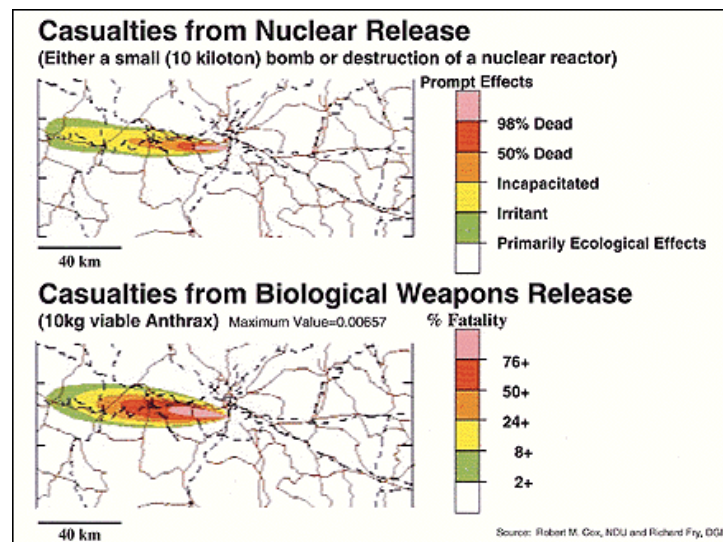 Casualties from Nuclear Release
(Either a small (10 kiloton) bomb or destruction of a nuclear reactor)
Prompt Effects
98% Dead
50% Dead
Incapacitated
Irritant
Primarily Ecological Effects
40 km
Casualties from Biological Weapons Release
(10kg viable Anthrax) Maximum Value=0.00657
% Fatality
76+
50+
24+
8+
2+
40 km
Source: Robert M. Cox, NDU and Richard Fry, DGI